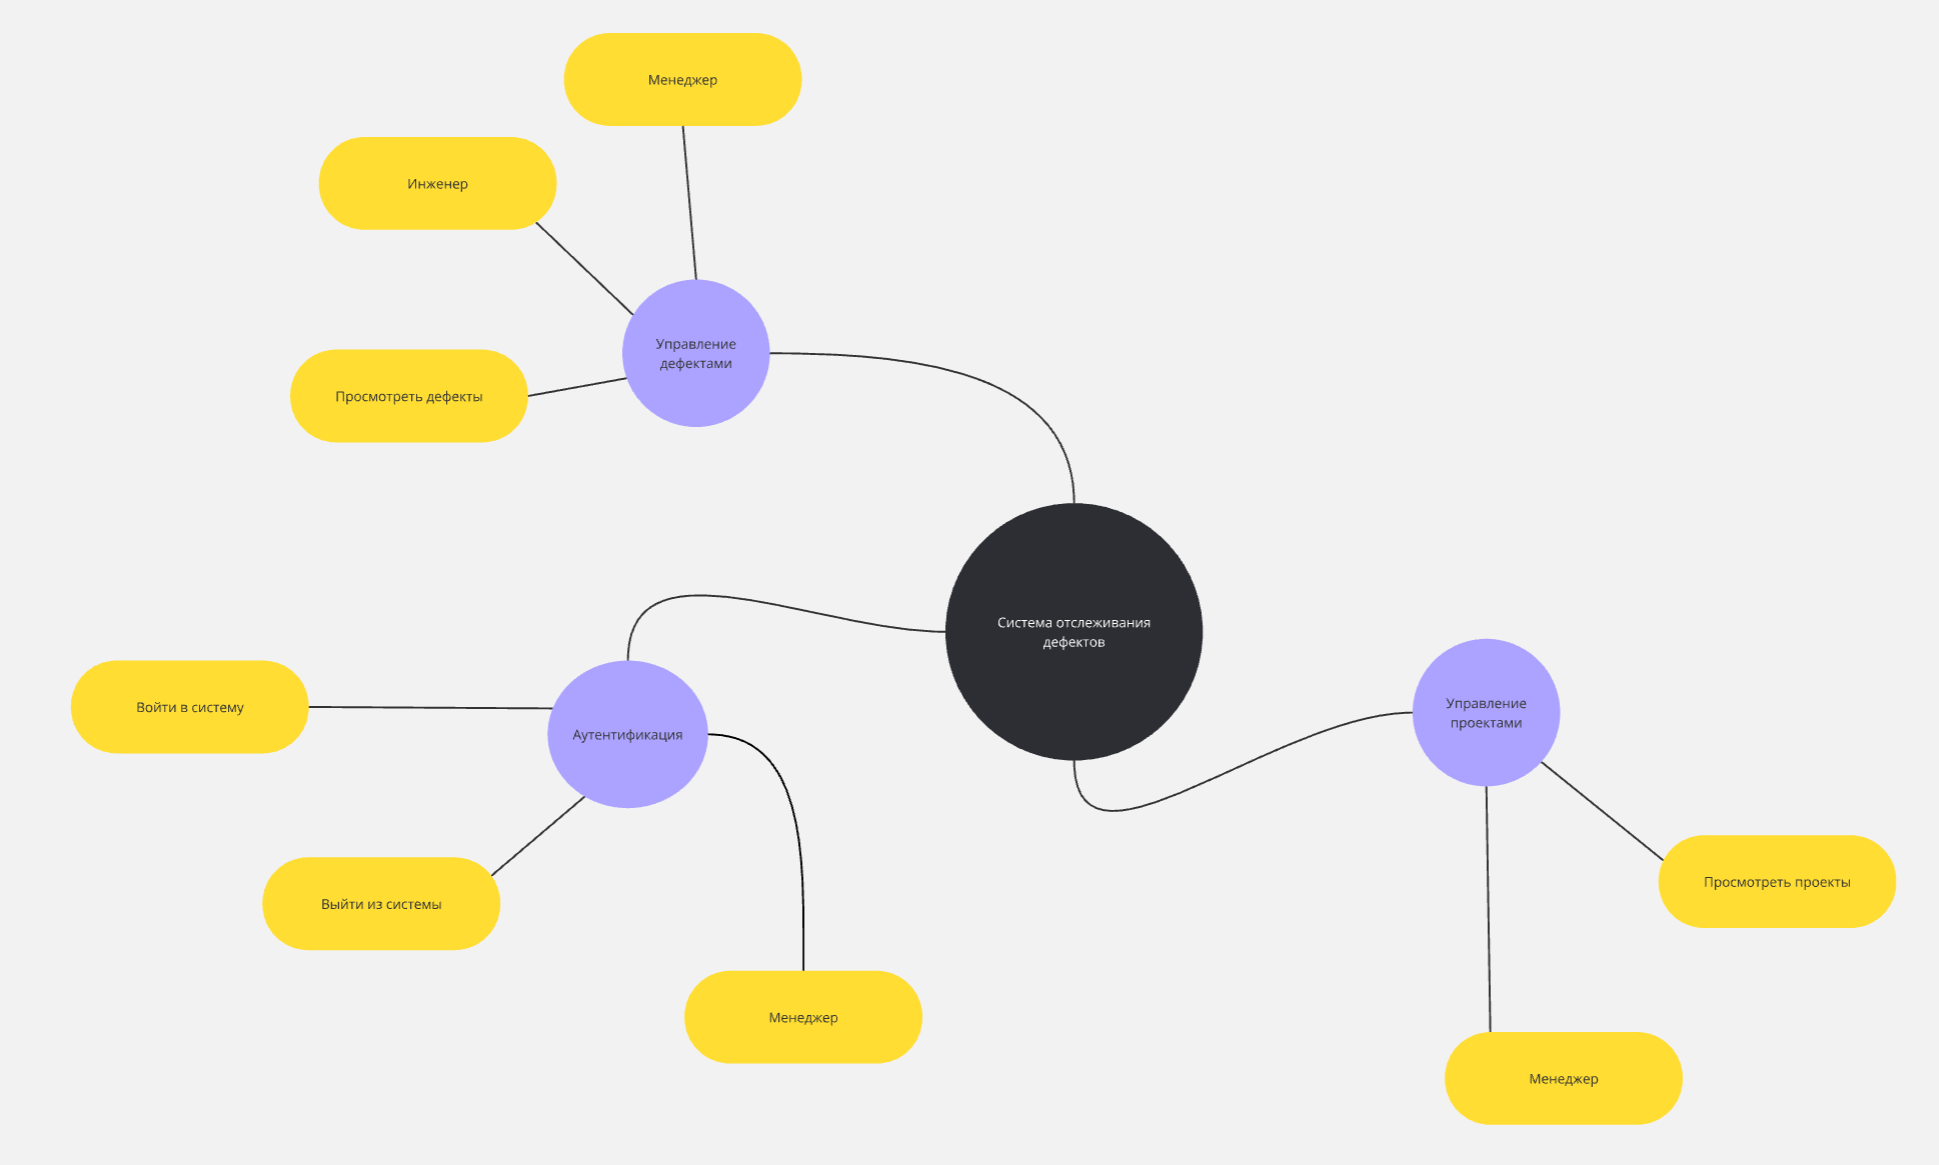 Менеджер
Инженер
Управление
дефектами
Просмотреть дефекты
Система отслеживания
дефектов
Войти в систему
Аутентификация
Управление
проектами
Выйти из системы
Просмотреть проекты
Менеджер
Менеджер